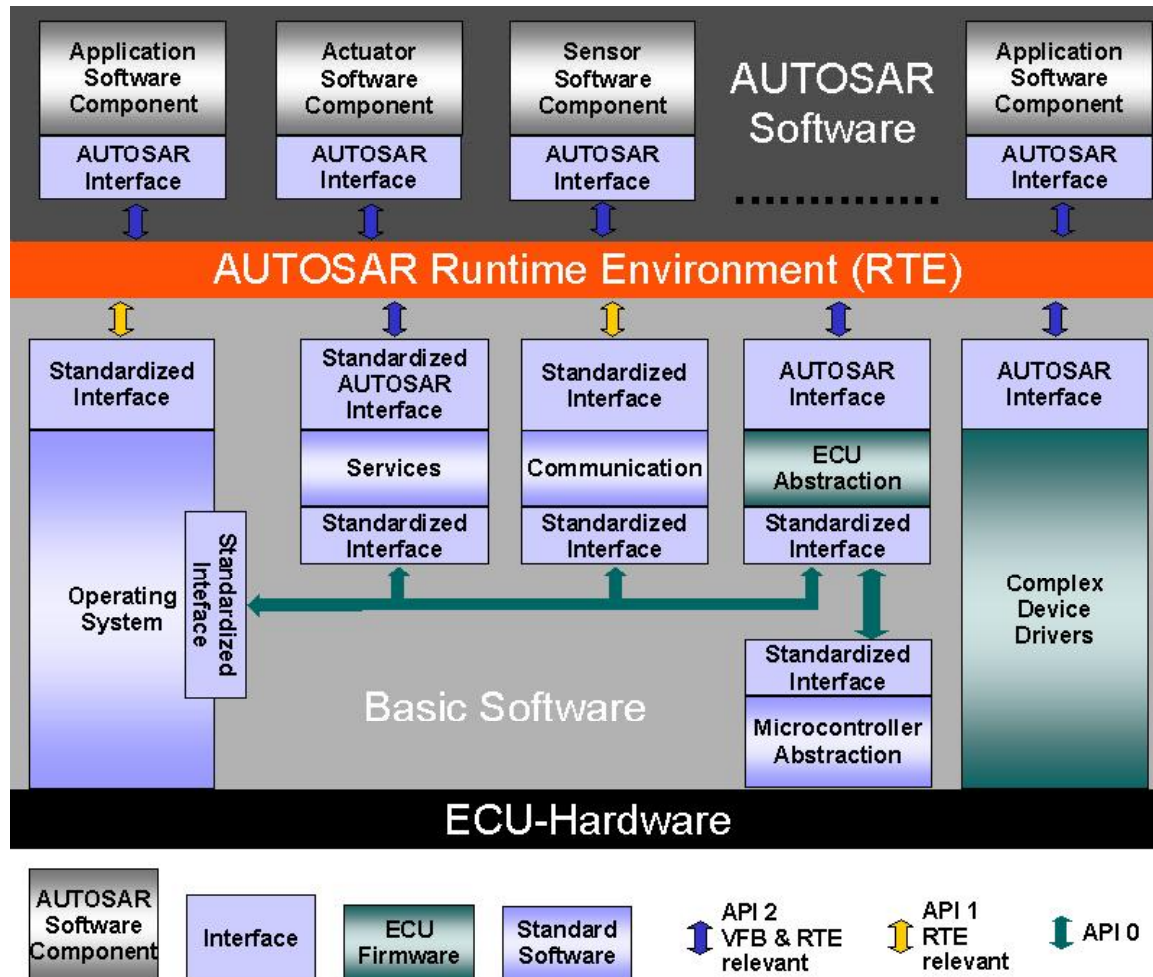 Application
Software
Component
AUTOSAR
Interface
Actuator
Software
Component
AUTOSAR
Interface
Sensor
Software
Component
AUTOSAR
Interface
AUTOSAR
Software
Application
Software
Component
AUTOSAR
Interface
AUTOSAR Runtime Environment (RTE)
Standardized
Interface
Operating
System
Standardized
Inteface
Standardized
AUTOSAR
Interface
Services
Standardized
Interface
Standardized
Interface
Communication
Standardized
Interface
AUTOSAR
Interface
ECU
Abstraction
Standardized
Interface
Standardized
Interface
Microcontroller
Abstraction
AUTOSAR
Interface
Complex
Device
Drivers
Basic Software
ECU-Hardware
AUTOSAR
Software
Component
Interface
ECU
Firmware
Standard
Software
API 2
VFB & RTE
relevant
API 1
RTE
relevant
API 0